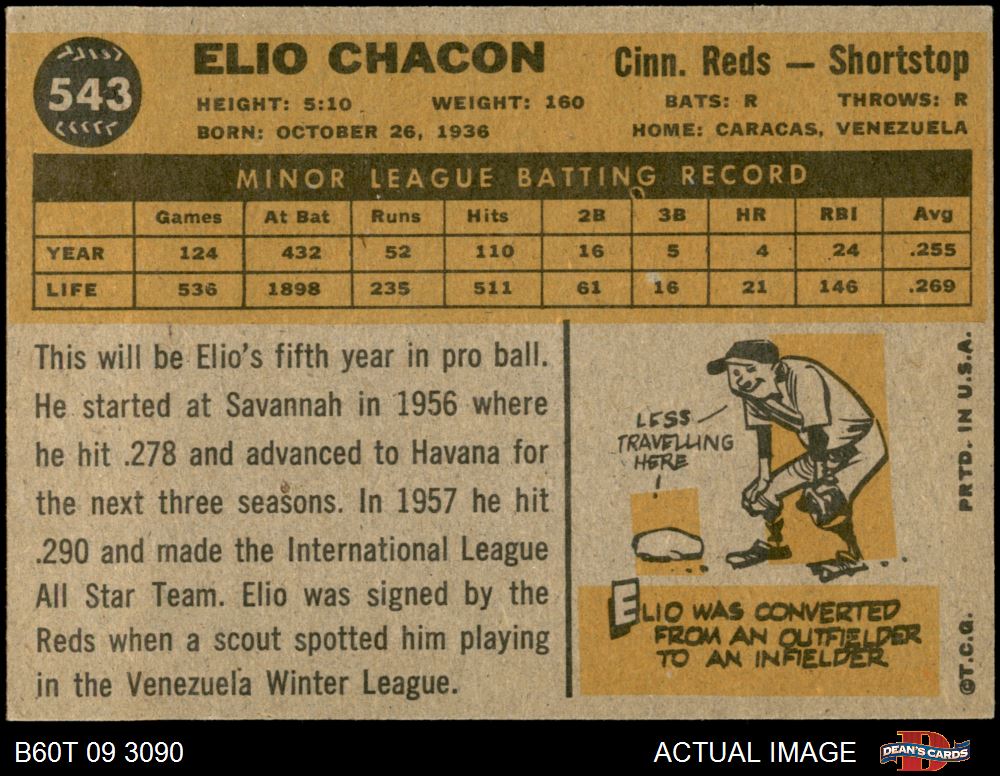 543
ELIO CHACON
Cinn. Reds — Shortstop
HEIGHT: 5:10 WEIGHT: 160 BATS: R THROWS: R
BORN: OCTOBER 26, 1936 HOME: CARACAS, VENEZUELA
MINOR LEAGUE BATTING RECORD
Games At Bat Runs Hits 2B 3B HR RBI Avg
YEAR 124 432 52 110 16 5 4 24 .255
LIFE 536 1898 235 511 61 16 21 146 .269
This will be Elio's fifth year in pro ball.
He started at Savannah in 1956 where
he hit .278 and advanced to Havana for
the next three seasons. In 1957 he hit
.290 and made the International League
All Star Team. Elio was signed by the
Reds when a scout spotted him playing
in the Venezuela Winter League.
LESS
TRAVELLING
HERE
ELIO WAS CONVERTED
FROM AN OUTFIELDER
TO AN INFIELDER
©T.C.G. PRTD. IN U.S.A.
B60T 09 3090
ACTUAL IMAGE
DEAN'S CARDS